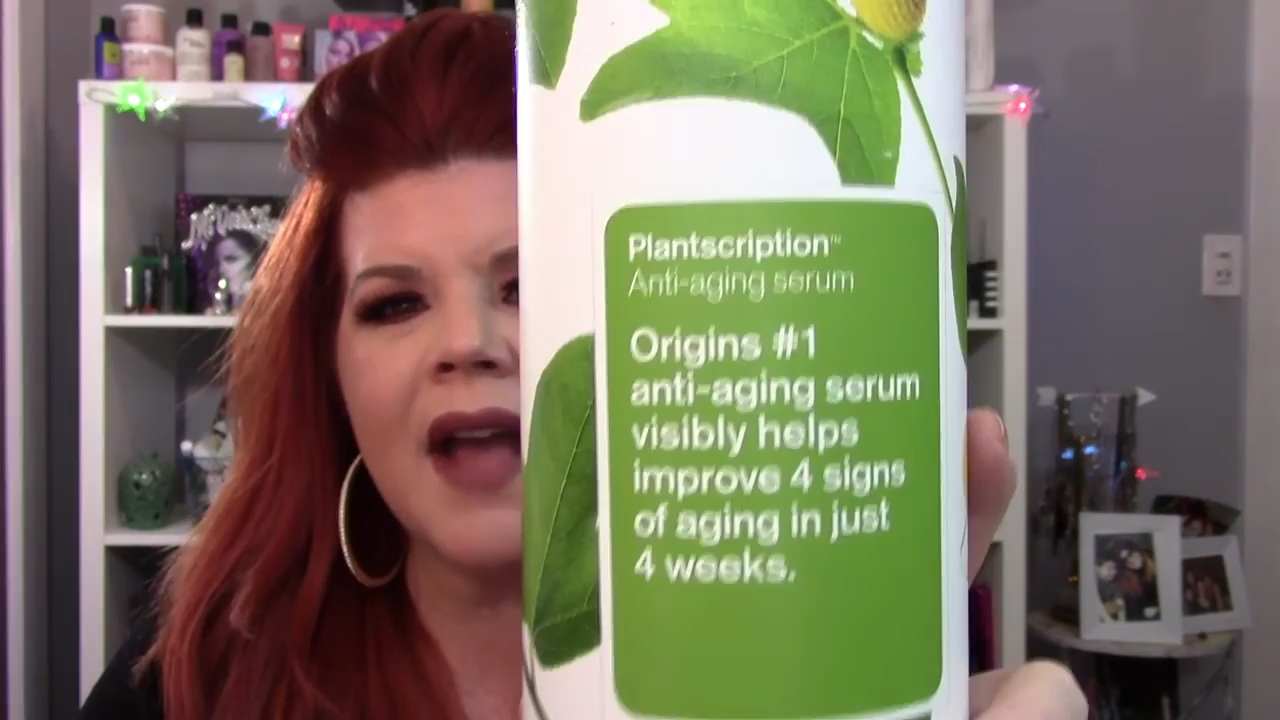 Plantscription™
Anti-aging serum
Origins #1
anti-aging serum
visibly helps
improve 4 signs
of aging in just
4 weeks.